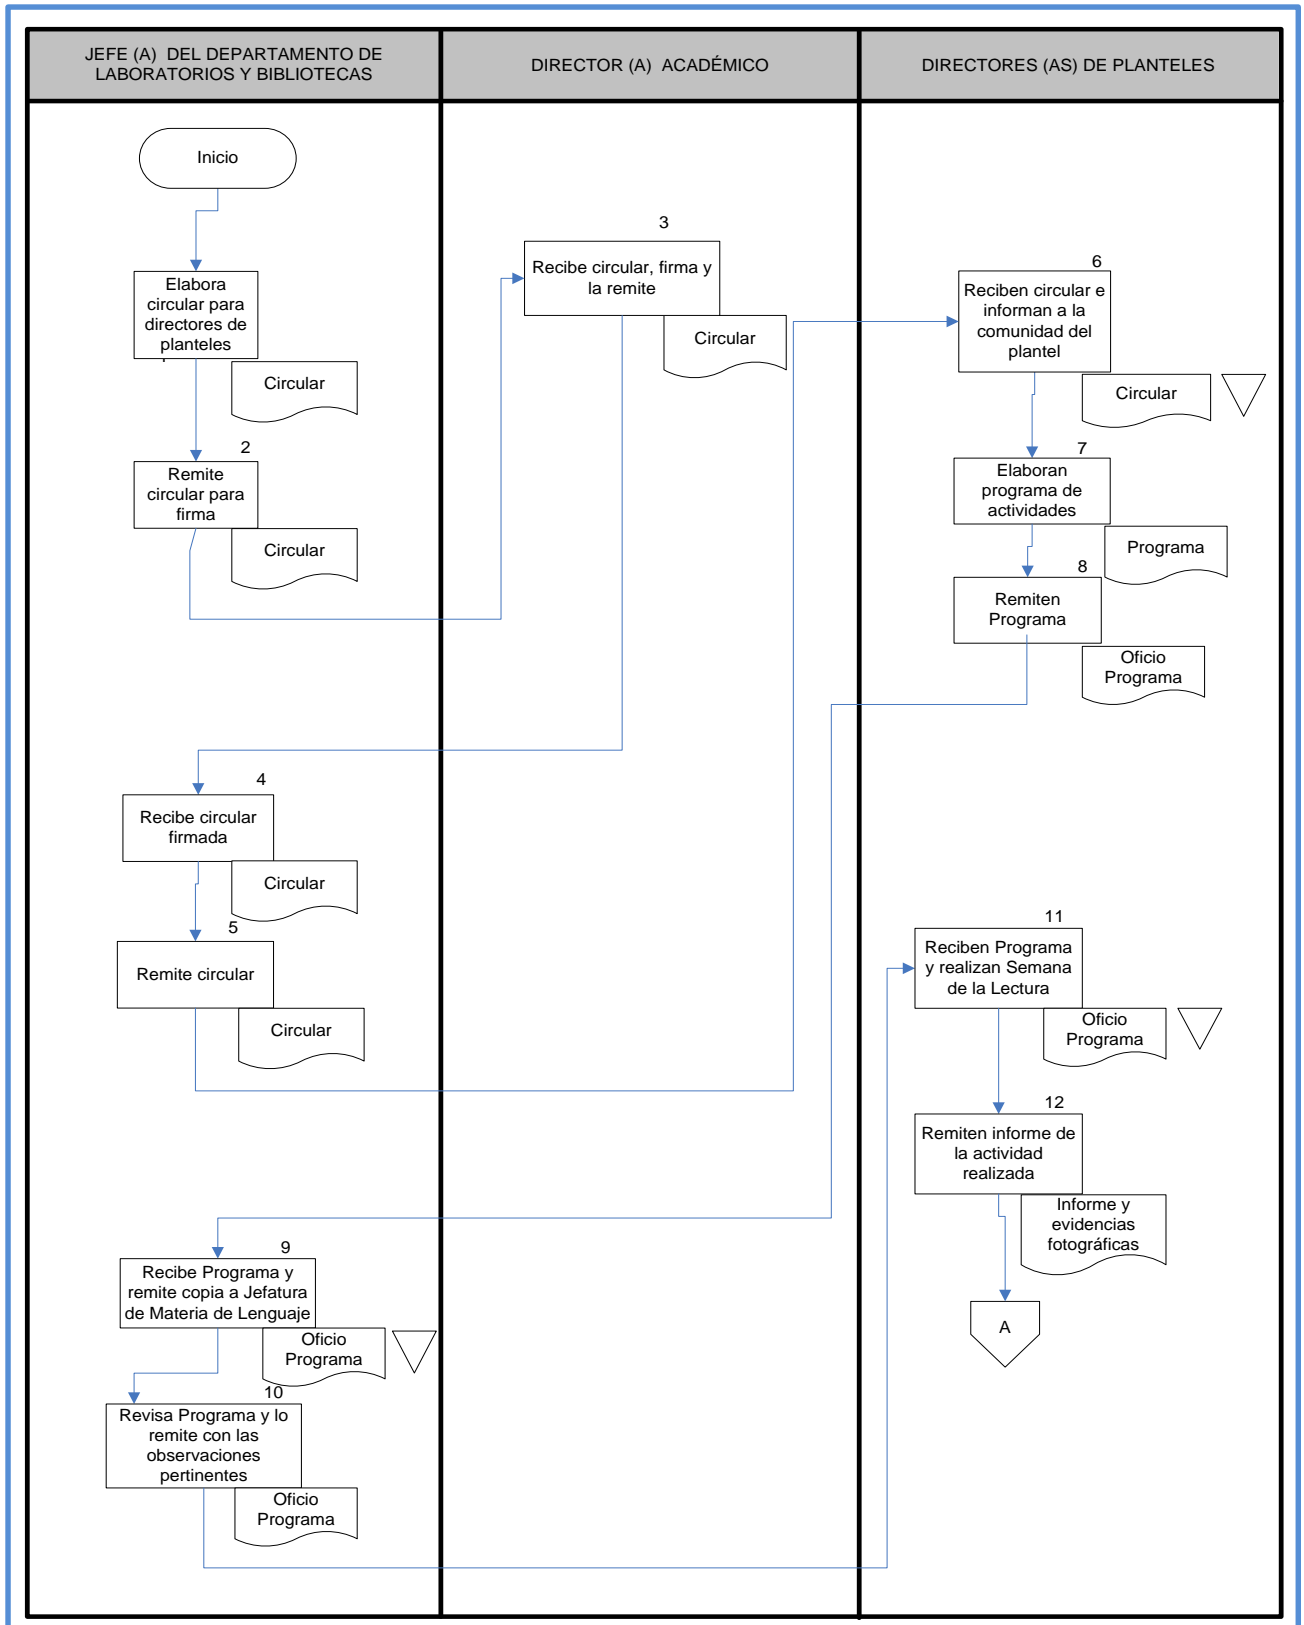 JEFE (A) DEL DEPARTAMENTO DE
LABORATORIOS Y BIBLIOTECAS
DIRECTOR (A) ACADÉMICO
DIRECTORES (AS) DE PLANTELES
Inicio
Elabora
circular para
directores de
planteles
Circular
2
Remite
circular para
firma
Circular
3
Recibe circular, firma y
la remite
Circular
4
Recibe circular
firmada
Circular
5
Remite circular
Circular
6
Reciben circular e
informan a la
comunidad del
plantel
Circular
7
Elaboran
programa de
actividades
Programa
8
Remiten
Programa
Oficio
Programa
9
Recibe Programa y
remite copia a Jefatura
de Materia de Lenguaje
Oficio
Programa
10
Revisa Programa y lo
remite con las
observaciones
pertinentes
Oficio
Programa
11
Reciben Programa
y realizan Semana
de la Lectura
Oficio
Programa
12
Remiten informe de
la actividad
realizada
Informe y
evidencias
fotográficas
A